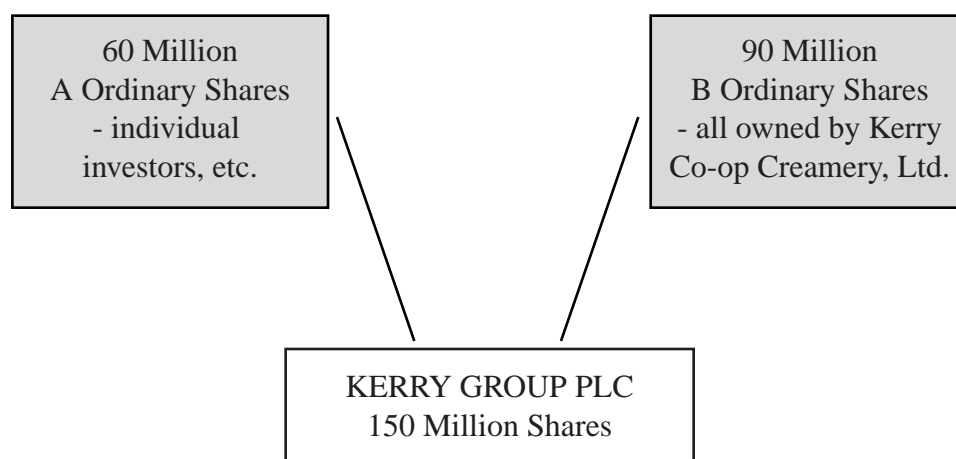 60 Million
A Ordinary Shares
- individual
investors, etc.
90 Million
B Ordinary Shares
- all owned by Kerry
Co-op Creamery, Ltd.
KERRY GROUP PLC
150 Million Shares